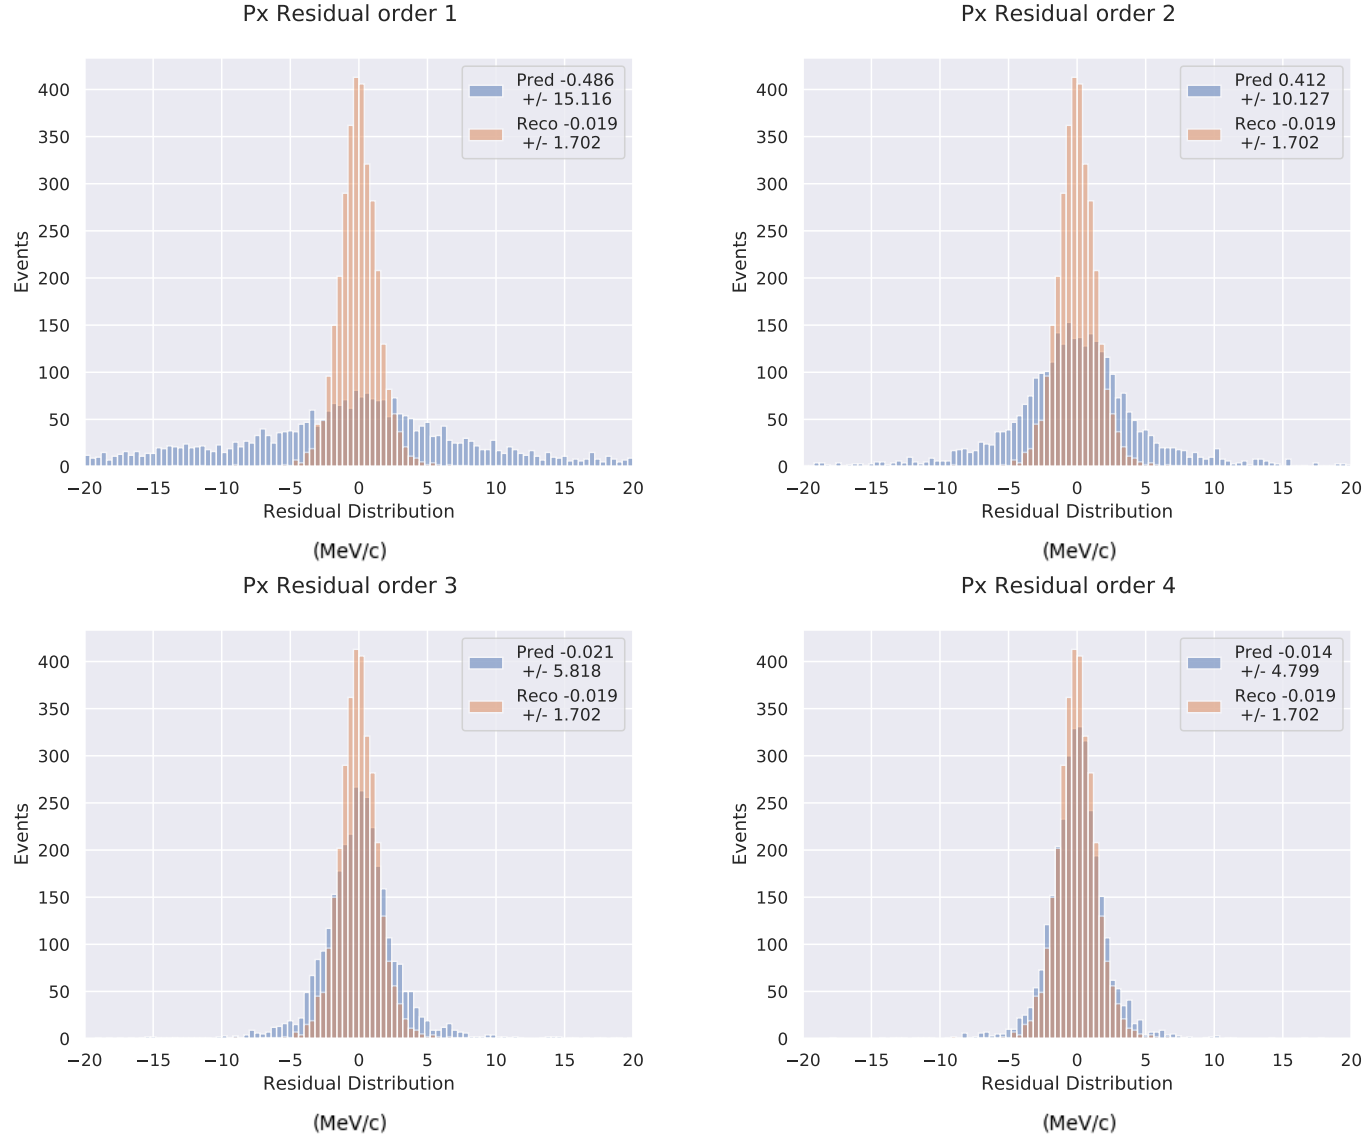 Px Residual order 1
Pred -0.486
+/- 15.116
Reco -0.019
+/- 1.702
400
350
300
250
200
150
100
50
0
Events
−20 −15 −10 −5 0 5 10 15 20
Residual Distribution
(MeV/c)
Px Residual order 2
Pred 0.412
+/- 10.127
Reco -0.019
+/- 1.702
400
350
300
250
200
150
100
50
0
Events
−20 −15 −10 −5 0 5 10 15 20
Residual Distribution
(MeV/c)
Px Residual order 3
Pred -0.021
+/- 5.818
Reco -0.019
+/- 1.702
400
350
300
250
200
150
100
50
0
Events
−20 −15 −10 −5 0 5 10 15 20
Residual Distribution
(MeV/c)
Px Residual order 4
Pred -0.014
+/- 4.799
Reco -0.019
+/- 1.702
400
350
300
250
200
150
100
50
0
Events
−20 −15 −10 −5 0 5 10 15 20
Residual Distribution
(MeV/c)